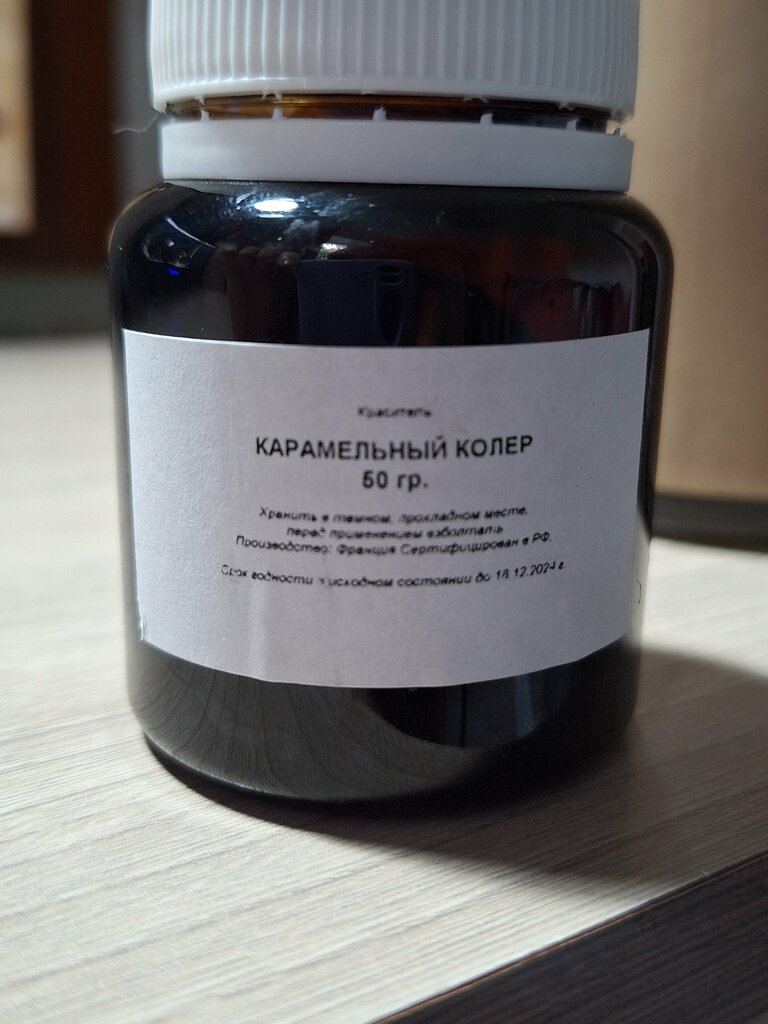 Краситель
КАРАМЕЛЬНЫЙ КОЛЕР
50 гр.
Хранить в темном, прохладном месте,
перед применением взболтать
Производство: Франция Сертифицирован в РФ.
Срок годности в исходном состоянии до 18.12.2024 г.